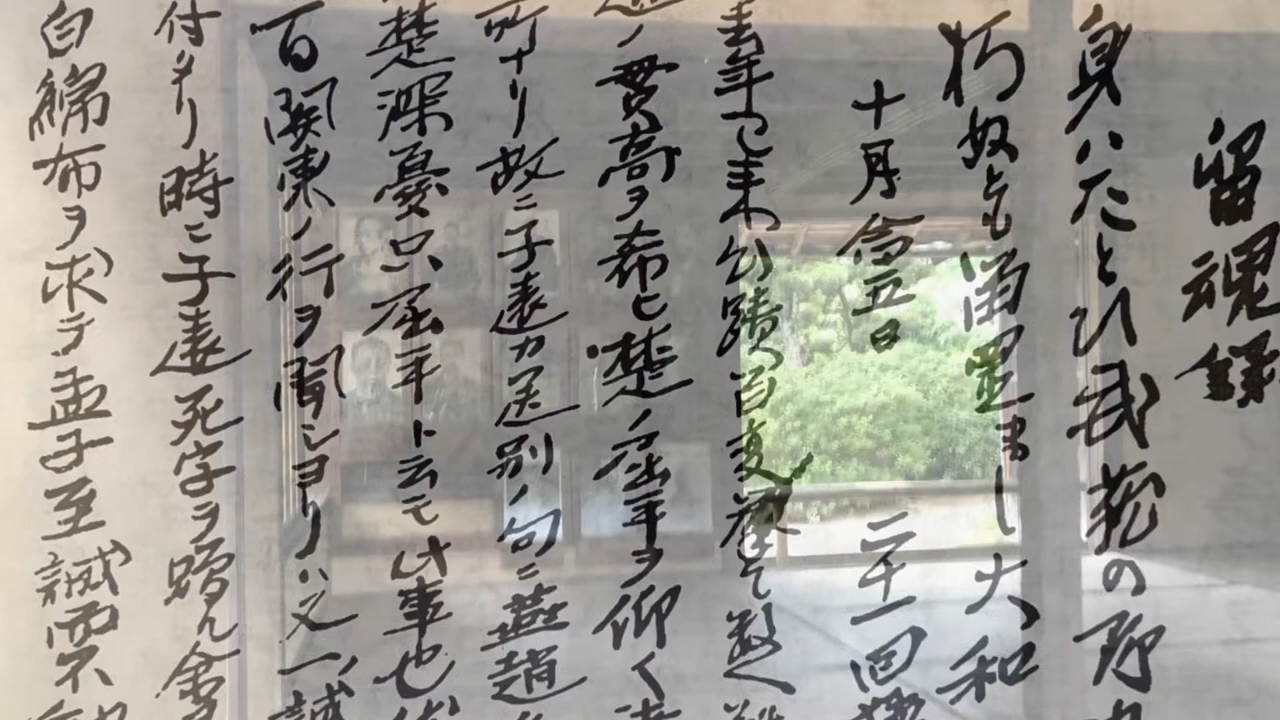 留魂録
身ハたとひ武蔵の野
朽ぬとも留置まし大和
十月念五日 二十一回猛
去年已来心蹟百変挙て数へ難
ノ貫高ヲ希ヒ楚ノ屈平ヲ仰ク
所ナリ故ニ子遠カ送別ノ句ニ燕趙
楚深憂只屈平ト云モ此事也
百関東ノ行ヲ聞シヨリハ又一誠
付タリ時ニ子遠死字ヲ贈ル余
白綿布ヲ求テ孟子至誠而不